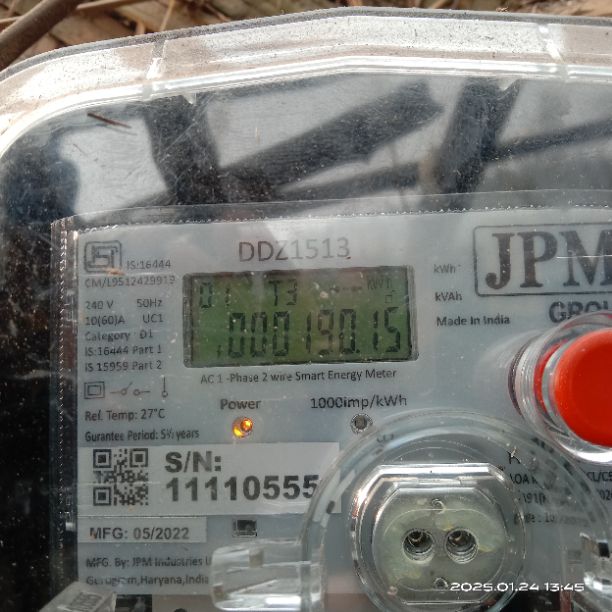 IS:16444
CM/L9512429913
240 V 50Hz
10(60)A UC1
Category D1
IS:16444 Part 1
IS 15959 Part 2
Ref. Temp: 27°C
Gurantee Period: 5½ years
DDZ1513
01 T3
000190.15
AC 1 -Phase 2 wire Smart Energy Meter
Power 1000imp/kWh
kWh
kVAh
Made In India
JPM
S/N:
11110555
MFG: 05/2022
MFG. By: JPM Industries
Gurugram,Haryana,India
2025.01.24 13:45